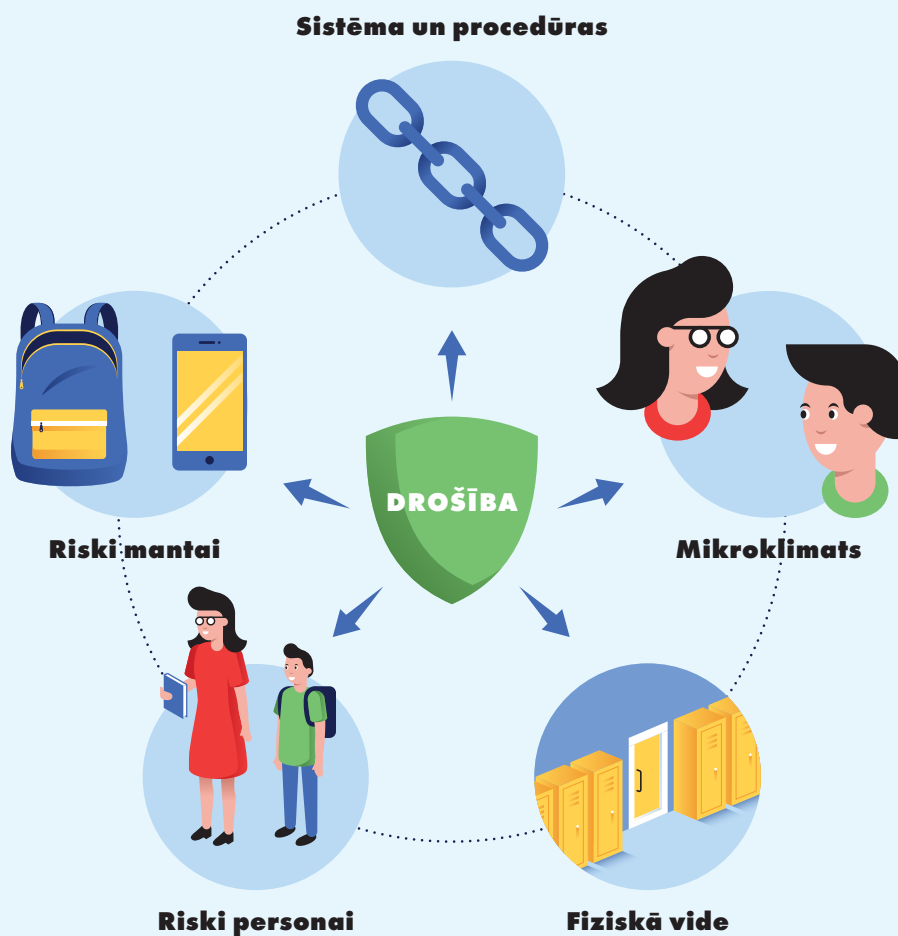 Sistēma un procedūras
DROŠĪBA
Riski mantai
Mikroklimats
Riski personai
Fiziskā vide